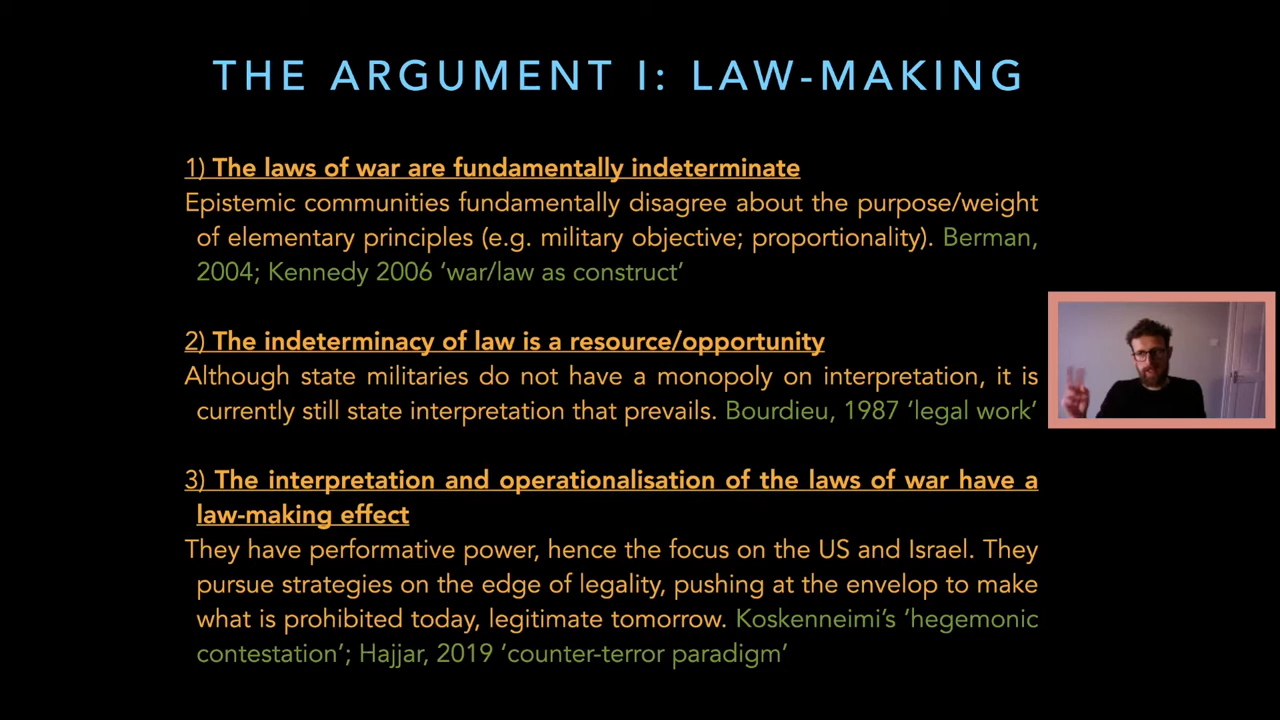 THE ARGUMENT I: LAW-MAKING
1) The laws of war are fundamentally indeterminate
Epistemic communities fundamentally disagree about the purpose/weight
of elementary principles (e.g. military objective; proportionality). Berman,
2004; Kennedy 2006 ‘war/law as construct’
2) The indeterminacy of law is a resource/opportunity
Although state militaries do not have a monopoly on interpretation, it is
currently still state interpretation that prevails. Bourdieu, 1987 ‘legal work’
3) The interpretation and operationalisation of the laws of war have a
law-making effect
They have performative power, hence the focus on the US and Israel. They
pursue strategies on the edge of legality, pushing at the envelop to make
what is prohibited today, legitimate tomorrow. Koskenneimi’s ‘hegemonic
contestation’; Hajjar, 2019 ‘counter-terror paradigm’